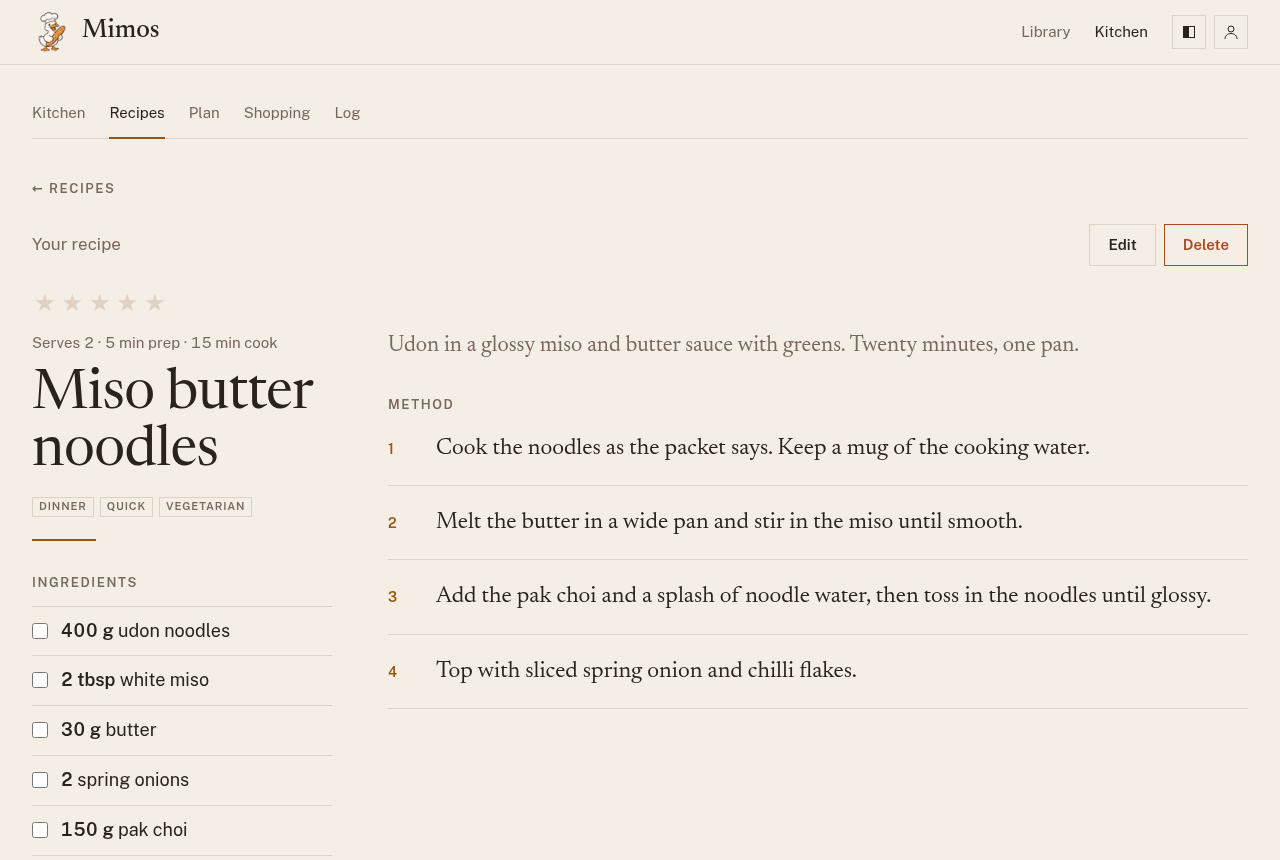 Mimos
Library
Kitchen
Kitchen
Recipes
Plan
Shopping
Log
← RECIPES
Your recipe
Edit
Delete
★ ★ ★ ★ ★
Serves 2 · 5 min prep · 15 min cook
Miso butter
noodles
DINNER
QUICK
VEGETARIAN
INGREDIENTS
400 g udon noodles
2 tbsp white miso
30 g butter
2 spring onions
150 g pak choi
Udon in a glossy miso and butter sauce with greens. Twenty minutes, one pan.
METHOD
1 Cook the noodles as the packet says. Keep a mug of the cooking water.
2 Melt the butter in a wide pan and stir in the miso until smooth.
3 Add the pak choi and a splash of noodle water, then toss in the noodles until glossy.
4 Top with sliced spring onion and chilli flakes.